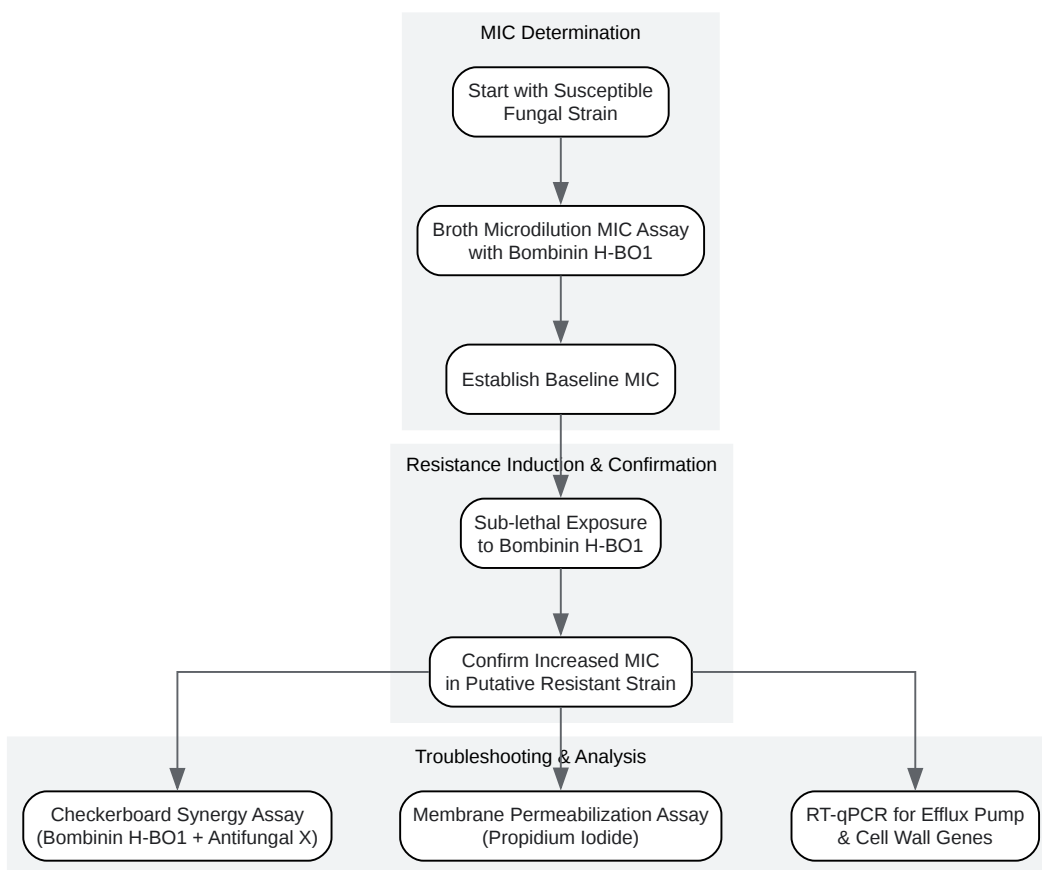 MIC Determination
Start with Susceptible
Fungal Strain
Broth Microdilution MIC Assay
with Bombinin H-BO1
Establish Baseline MIC
Resistance Induction & Confirmation
Sub-lethal Exposure
to Bombinin H-BO1
Confirm Increased MIC
in Putative Resistant Strain
Troubleshooting & Analysis
Checkerboard Synergy Assay
(Bombinin H-BO1 + Antifungal X)
Membrane Permeabilization Assay
(Propidium Iodide)
RT-qPCR for Efflux Pump
& Cell Wall Genes